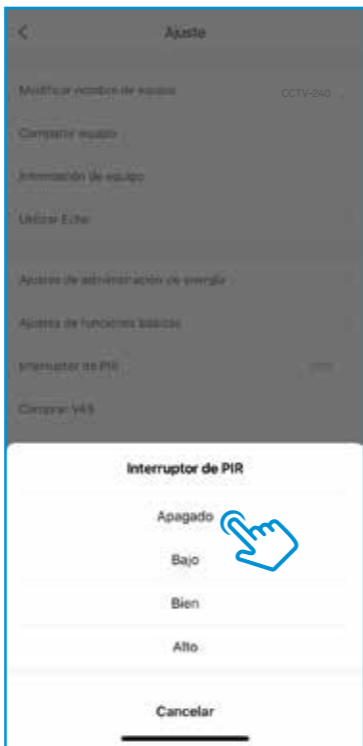 Ajuste
Modificar nombre de equipo CCTV-240
Compartir equipo
Información de equipo
Utilizar Echo
Ajustes de administración de energía
Ajustes de funciones básicas
Interruptor de PIR
Comprar VAS
Interruptor de PIR
Apagado
Bajo
Bien
Alto
Cancelar